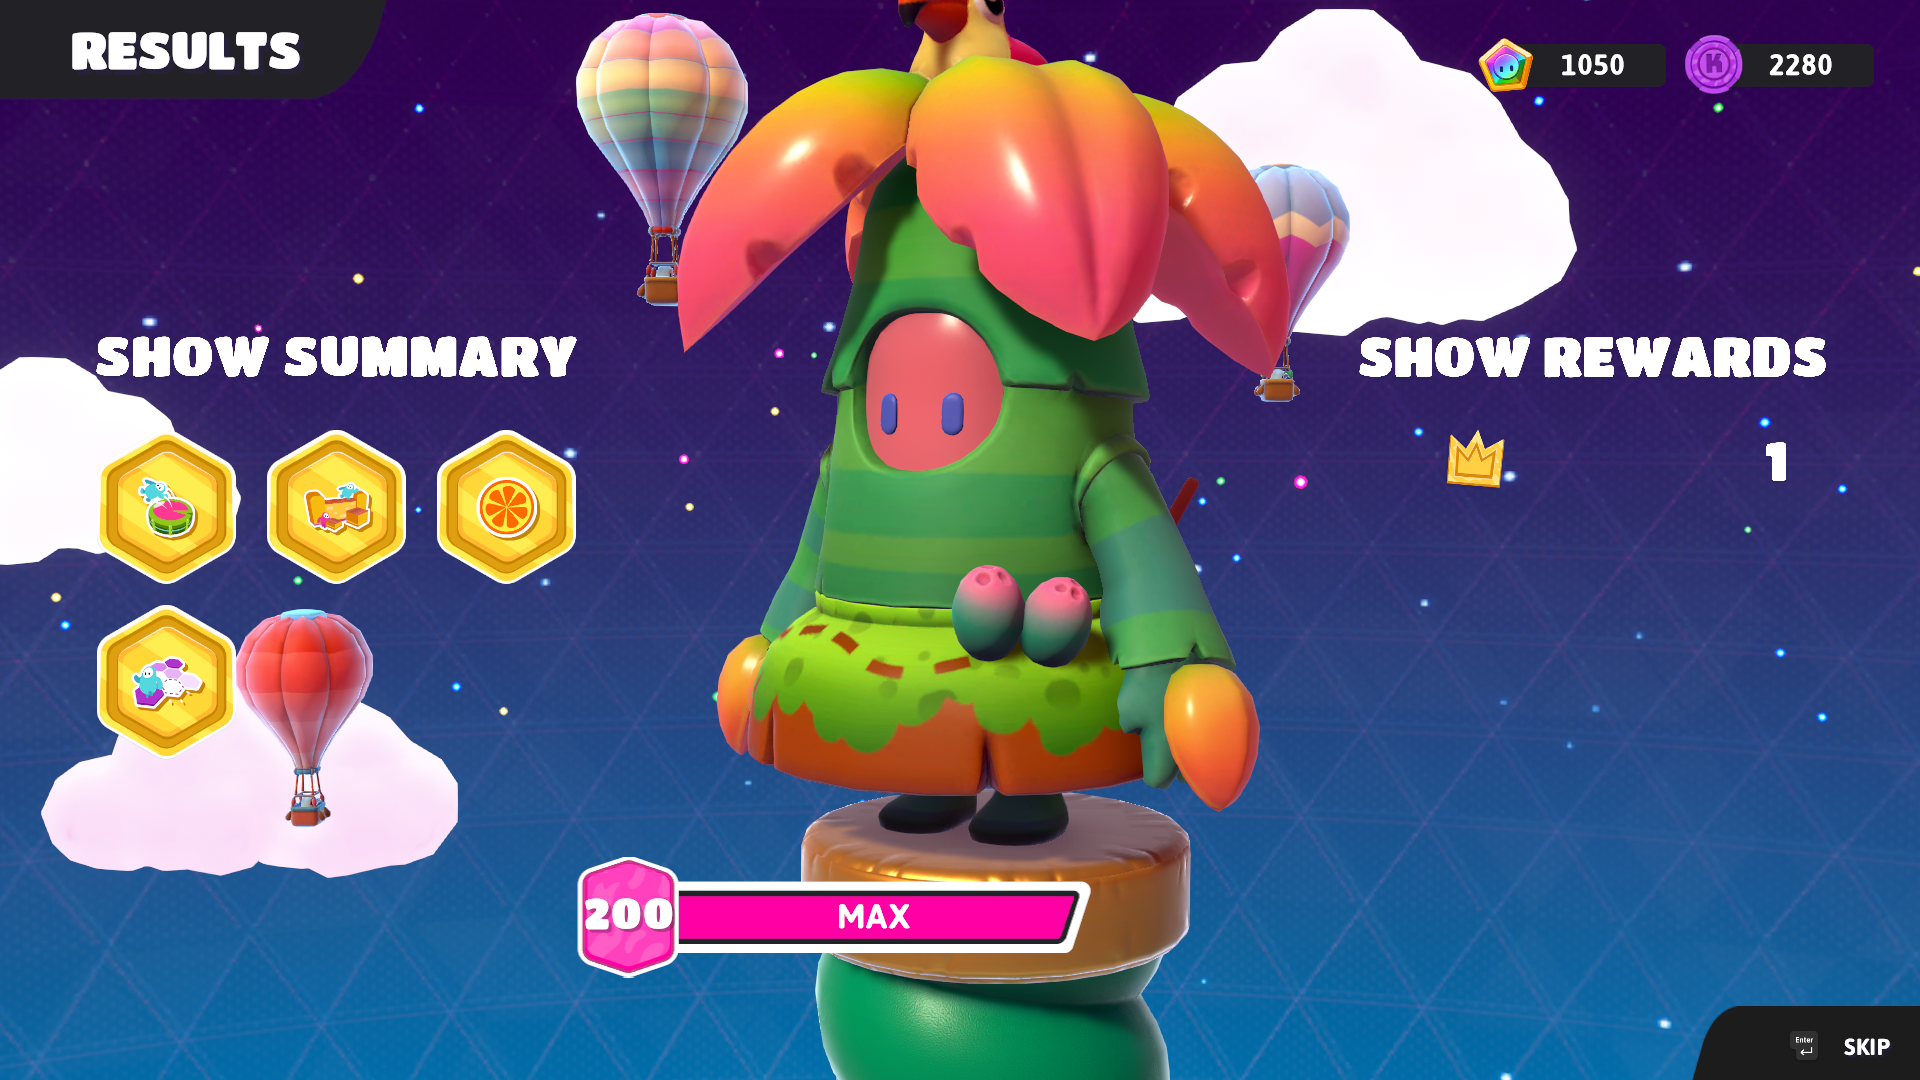 RESULTS
1050
K
2280
SHOW SUMMARY
SHOW REWARDS
1
200
MAX
Enter
SKIP